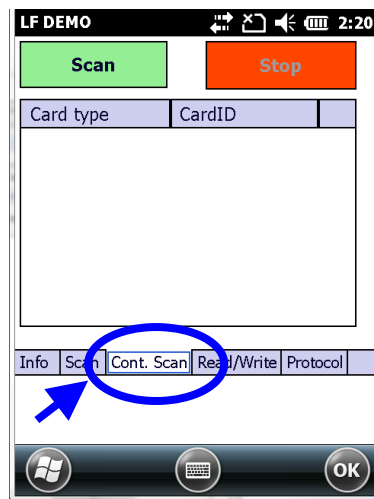 LF DEMO 2:20
Scan Stop
Card type CardID
Info Scan Cont. Scan Read/Write Protocol
OK